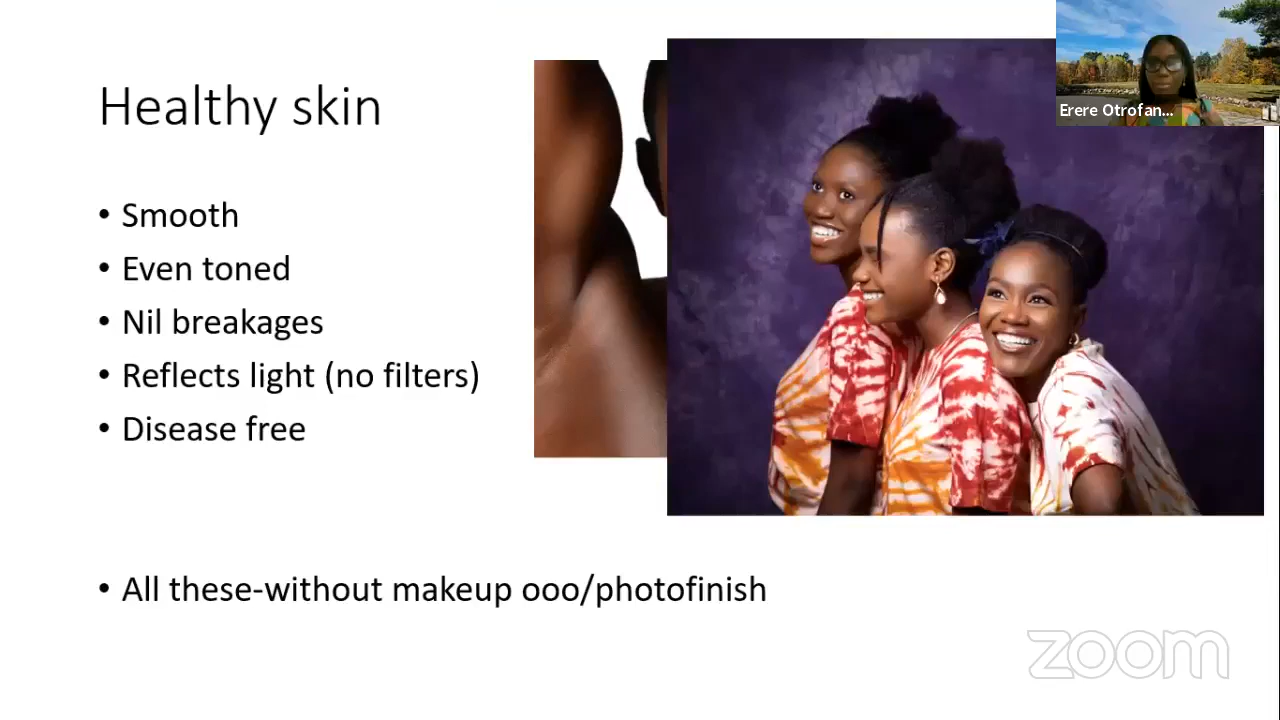 Healthy skin
• Smooth
• Even toned
• Nil breakages
• Reflects light (no filters)
• Disease free
• All these-without makeup ooo/photofinish
Erere Otrofan...
zoom